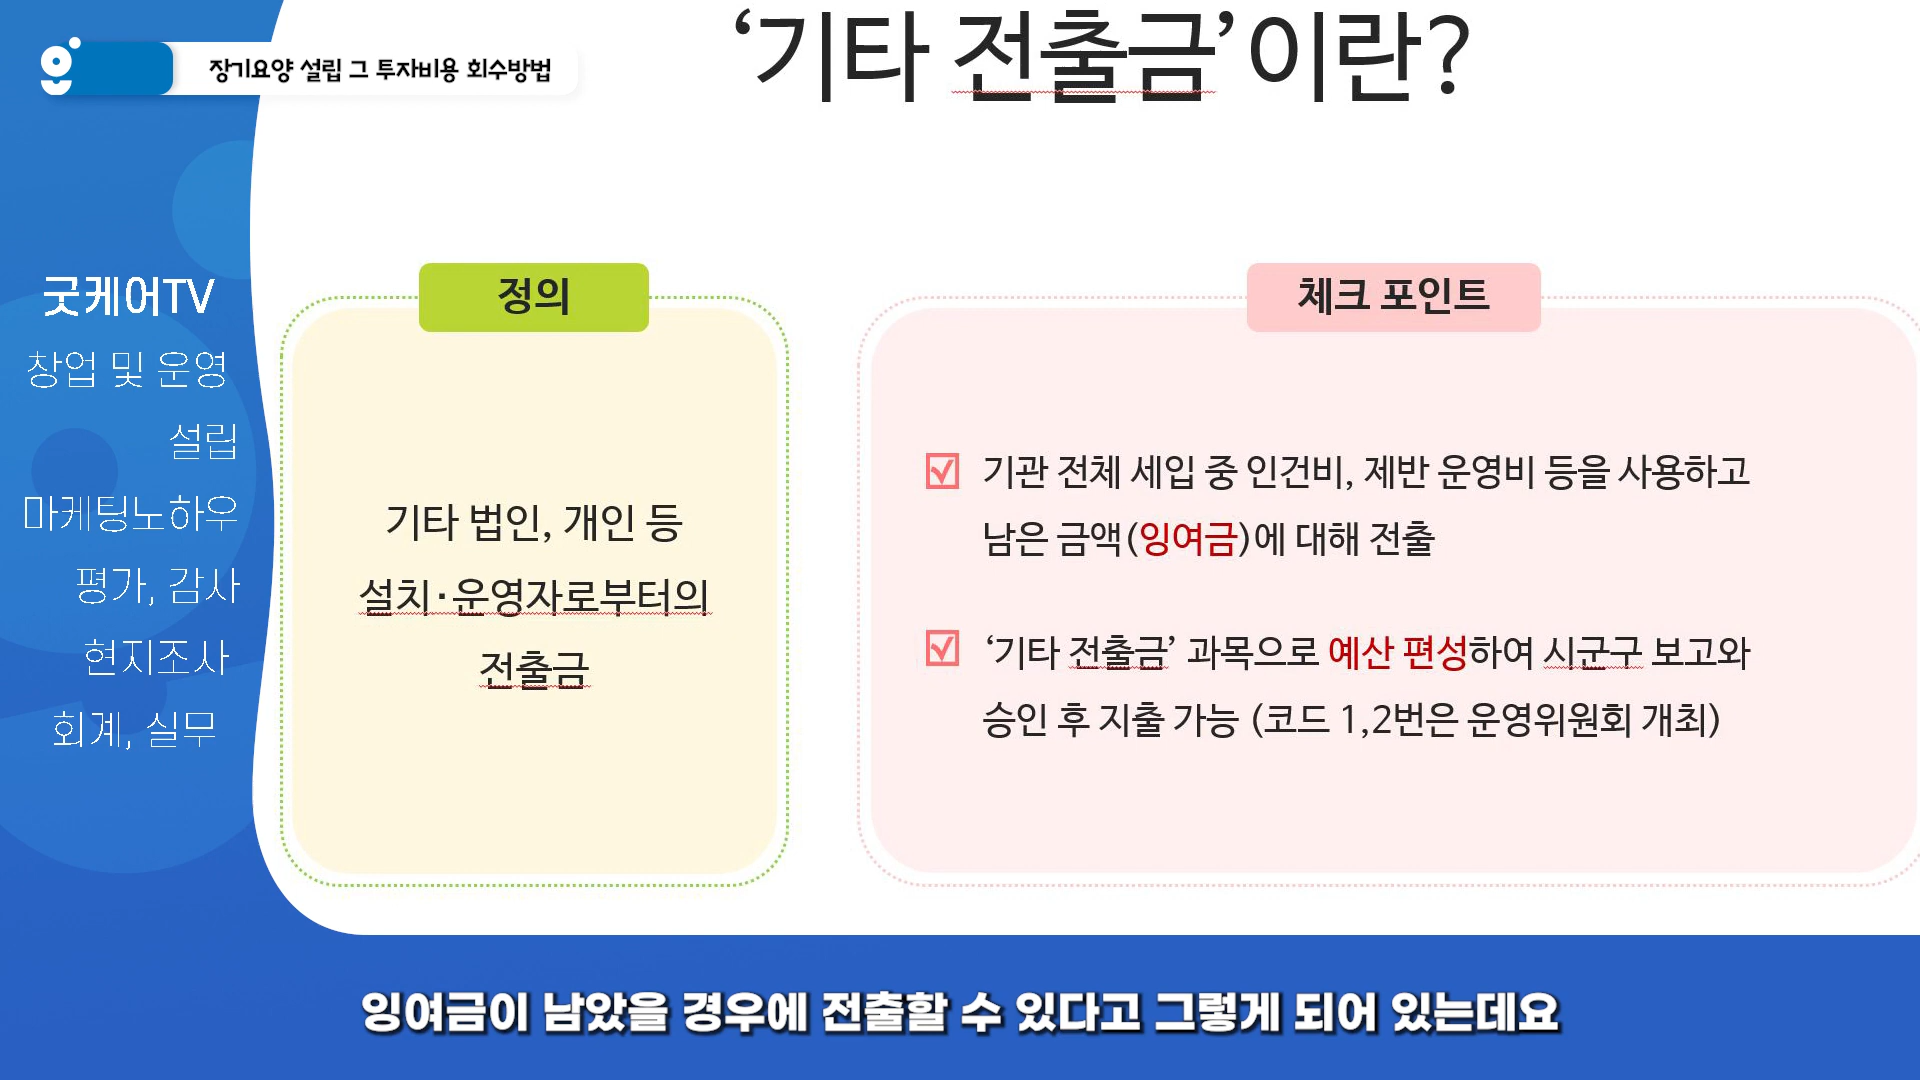 장기요양 설립 그 투자비용 회수방법
‘기타 전출금’이란?
굿케어TV
창업 및 운영
설립
마케팅노하우
평가, 감사
현지조사
회계, 실무
정의
기타 법인, 개인 등
설치·운영자로부터의
전출금
체크 포인트
기관 전체 세입 중 인건비, 제반 운영비 등을 사용하고
남은 금액(잉여금)에 대해 전출
‘기타 전출금’ 과목으로 예산 편성하여 시군구 보고와
승인 후 지출 가능 (코드 1,2번은 운영위원회 개최)
잉여금이 남았을 경우에 전출할 수 있다고 그렇게 되어 있는데요